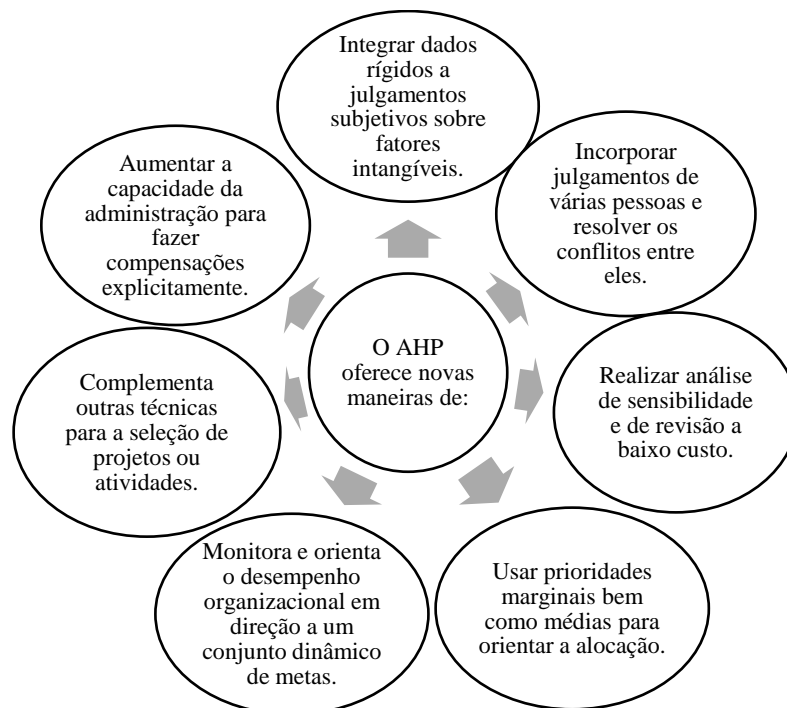 Integrar dados
rígidos a
julgamentos
subjetivos sobre
fatores
intangíveis.
Incorporar
julgamentos de
várias pessoas e
resolver os
conflitos entre
eles.
Realizar análise
de sensibilidade
e de revisão a
baixo custo.
Usar prioridades
marginais bem
como médias para
orientar a alocação.
Monitora e orienta
o desempenho
organizacional em
direção a um
conjunto dinâmico
de metas.
Complementa
outras técnicas
para a seleção de
projetos ou
atividades.
Aumentar a
capacidade da
administração para
fazer
compensações
explicitamente.
O AHP
oferece novas
maneiras de: